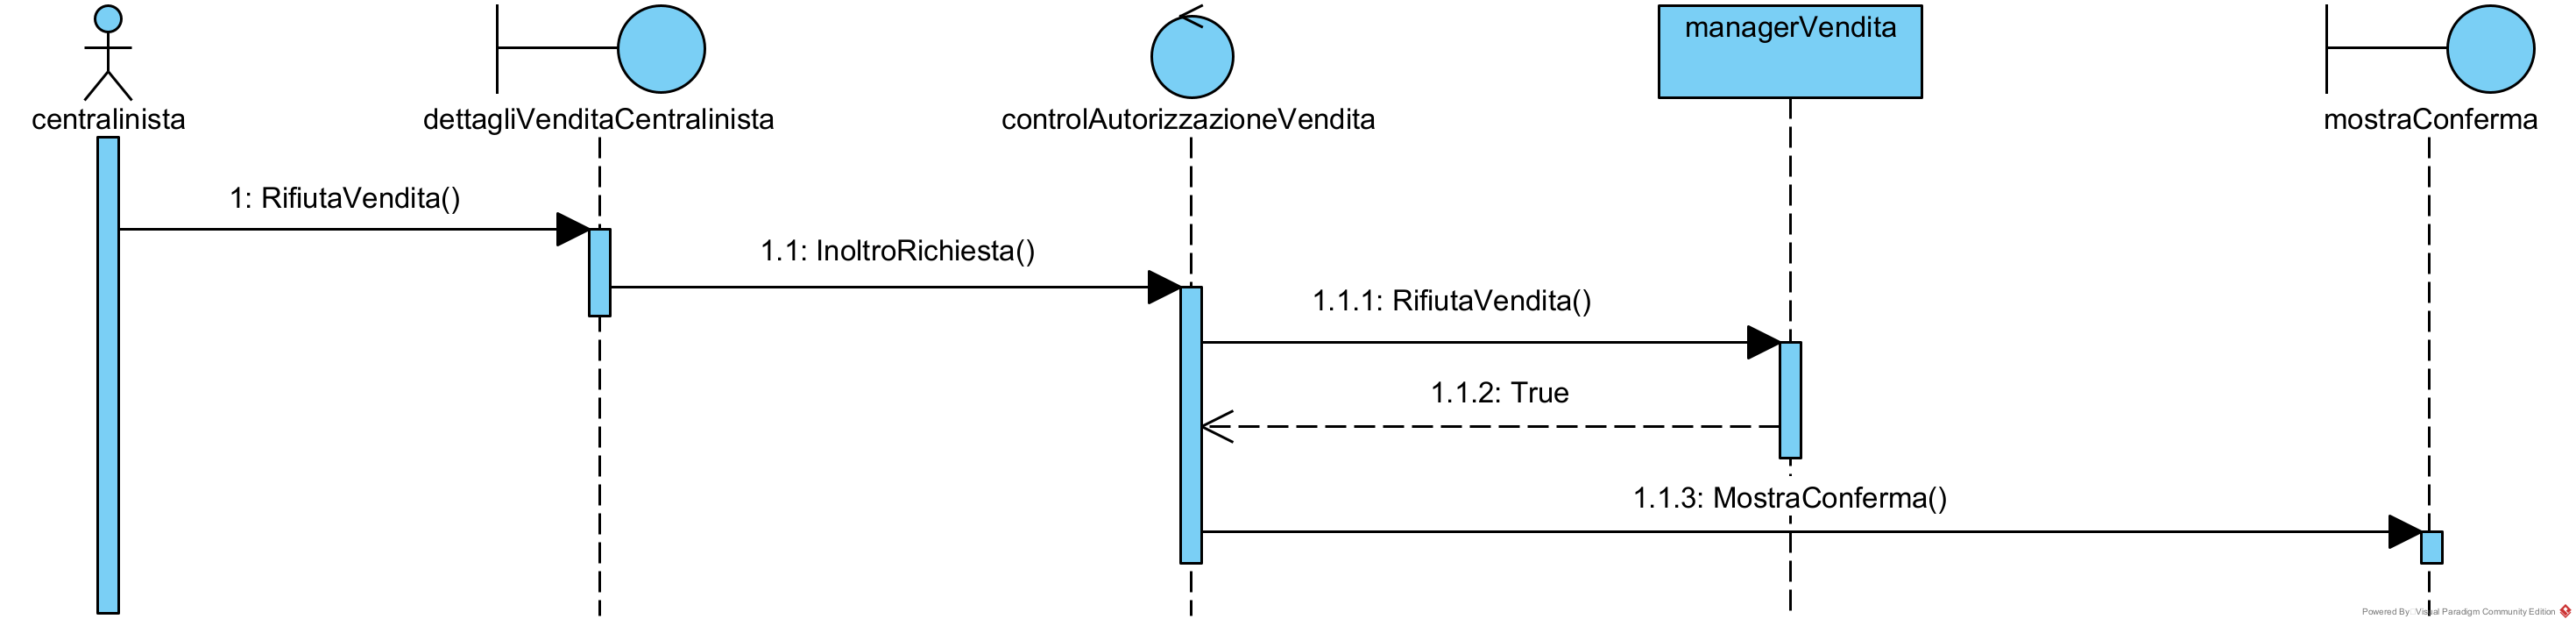 managerVendita
centralinista
dettagliVenditaCentralinista
controlAutorizzazioneVendita
mostraConferma
1: RifiutaVendita()
1.1: InoltroRichiesta()
1.1.1: RifiutaVendita()
1.1.2: True
1.1.3: MostraConferma()
Powered By Visual Paradigm Community Edition